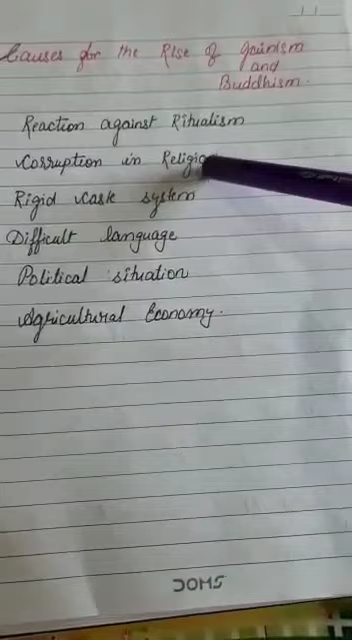 Causes for the Rise of Jainism
and
Buddhism.
Reaction against Ritualism
Corruption in Religio
Rigid Caste system
Difficult language
Political situation
Agricultural Economy.
DOMS